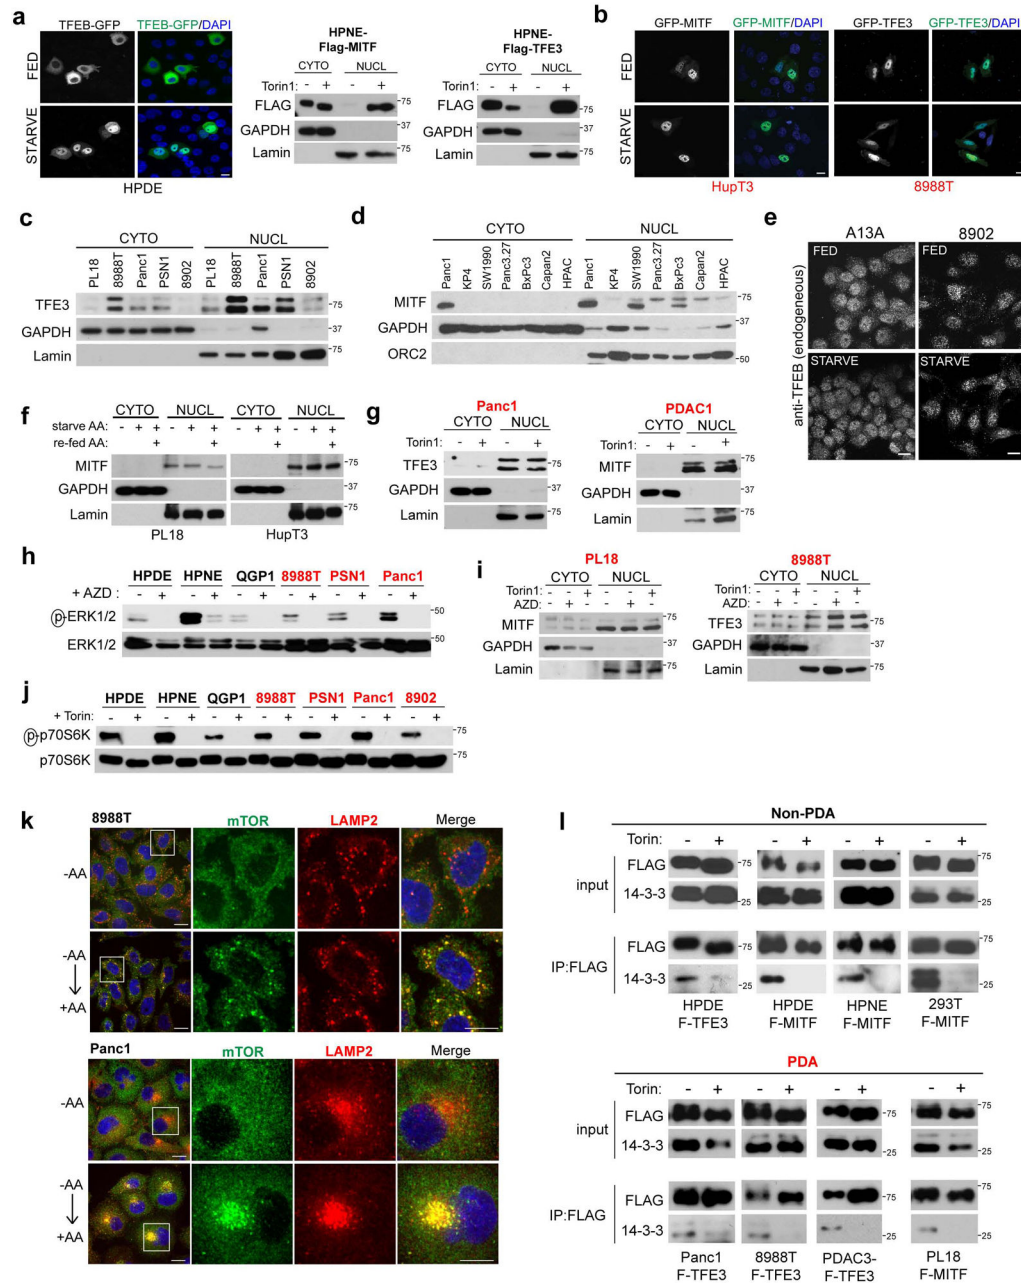 a
TFEB-GFP TFEB-GFP/DAPI
FED
STARVE
HPDE
HPNE-
Flag-MITF
CYTO NUCL
Torin1: - + - +
FLAG -75
GAPDH -37
Lamin
HPNE-
Flag-TFE3
CYTO NUCL
Torin1: - + - +
FLAG -75
GAPDH -37
Lamin
b
GFP-MITF GFP-MITF/DAPI GFP-TFE3 GFP-TFE3/DAPI
FED
STARVE
HupT3 8988T
c
CYTO NUCL
PL18 8988T Panc1 PSN1 8902 PL18 8988T Panc1 PSN1 8902
TFE3 -75
GAPDH -37
Lamin -75
d
CYTO NUCL
Panc1 KP4 SW1990 Panc3.27 BxPc3 Capan2 HPAC Panc1 KP4 SW1990 Panc3.27 BxPc3 Capan2 HPAC
MITF -75
GAPDH -37
ORC2 -50
e
A13A 8902
anti-TFEB (endogeneous)
FED FED
STARVE STARVE
f
CYTO NUCL CYTO NUCL
starve AA: - + + - + + - + + - + +
re-fed AA: + + + +
MITF -75
GAPDH -37
Lamin -75
PL18 HupT3
g
Panc1
CYTO NUCL
Torin1: - + - +
TFE3 -75
GAPDH -37
Lamin -75
PDAC1
CYTO NUCL
Torin1: - + - +
MITF -75
GAPDH -37
Lamin -75
h
HPDE HPNE QGP1 8988T PSN1 Panc1
+ AZD : - + - + - + - + - + - +
p-ERK1/2 -50
ERK1/2 -50
i
PL18
CYTO NUCL
Torin1: + +
AZD: - + - +
MITF -75
GAPDH -37
Lamin -75
8988T
CYTO NUCL
Torin1: + +
AZD: - + - +
TFE3 -75
GAPDH -37
Lamin -75
j
HPDE HPNE QGP1 8988T PSN1 Panc1 8902
+ Torin: - + - + - + - + - + - + - +
p-p70S6K -75
p70S6K -75
k
8988T mTOR LAMP2 Merge
-AA
-AA
+AA
Panc1 mTOR LAMP2 Merge
-AA
-AA
+AA
l
Non-PDA
Torin: - + - + - + - +
input
FLAG -75 -75
14-3-3 -25 -25
IP:FLAG
FLAG -75 -75
14-3-3 -25 -25
HPDE HPDE HPNE 293T
F-TFE3 F-MITF F-MITF F-MITF
PDA
Torin: - + - + - + - +
input
FLAG -75 -75
14-3-3 -25 -25
IP:FLAG
FLAG -75 -75
14-3-3 -25 -25
Panc1 8988T PDAC3- PL18
F-TFE3 F-TFE3 F-TFE3 F-MITF